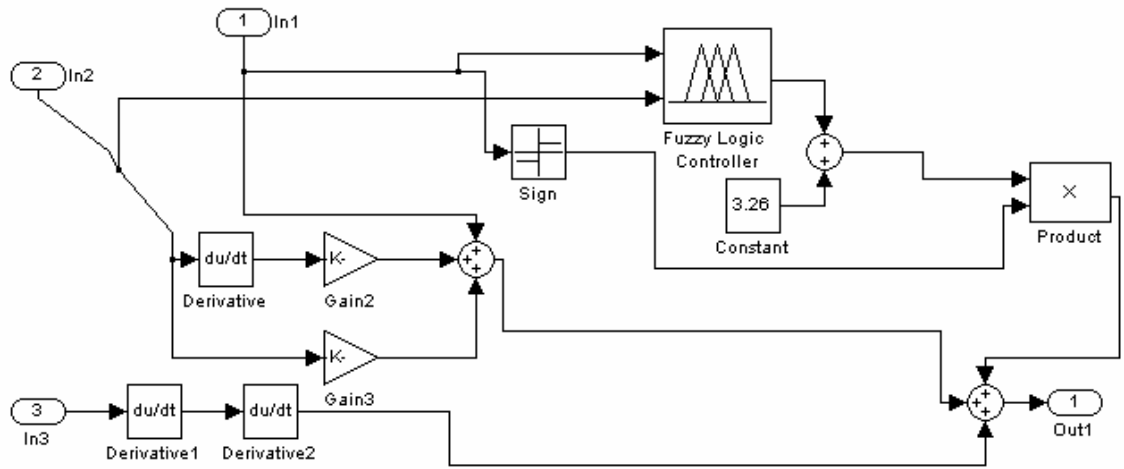 1
In1
2
In2
Fuzzy Logic
Controller
Sign
3.26
Constant
×
Product
du/dt
Derivative
K-
Gain2
K-
Gain3
3
In3
du/dt
Derivative1
du/dt
Derivative2
1
Out1